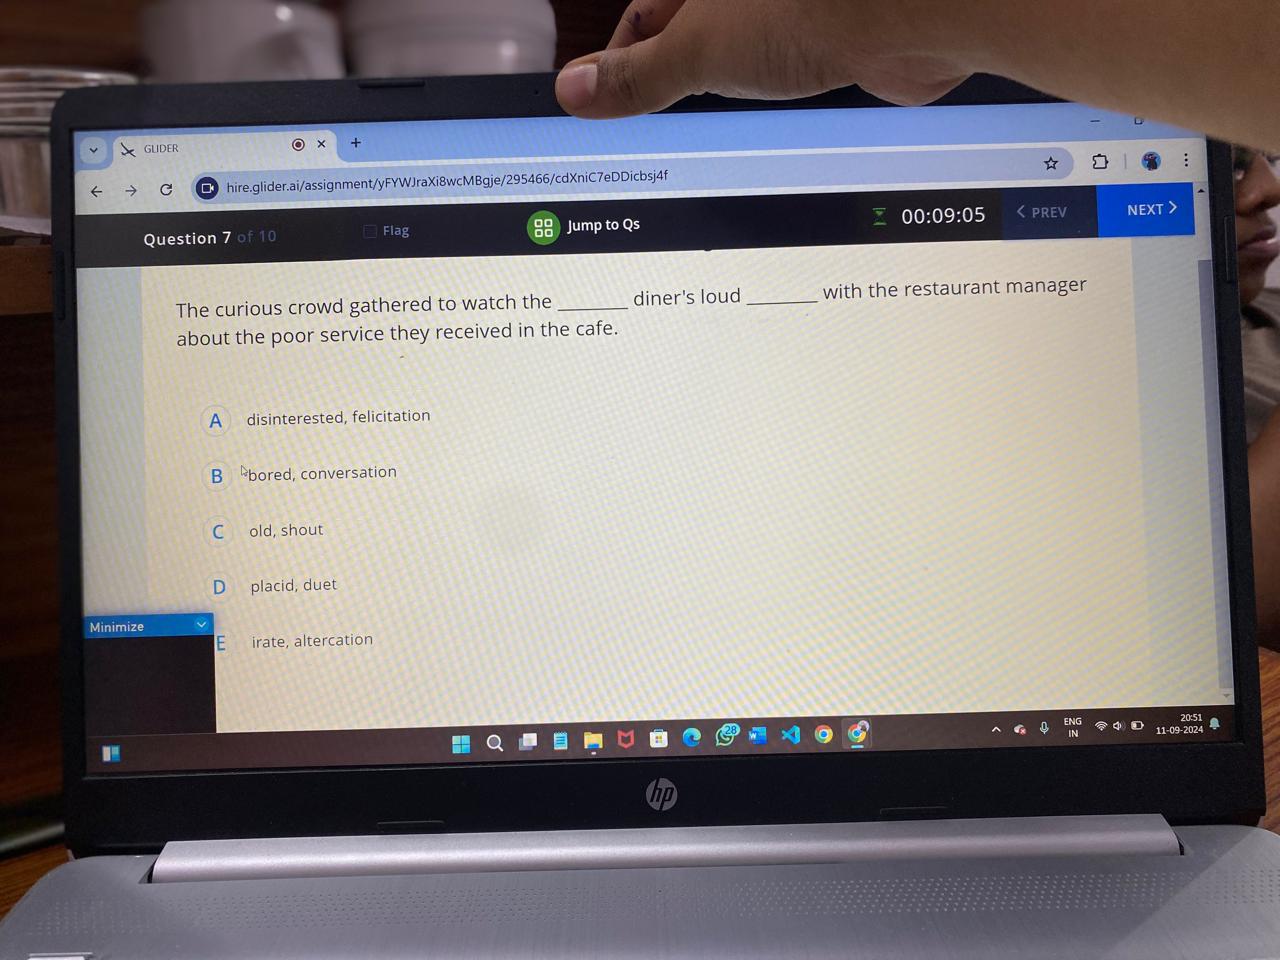 GLIDER
hire.glider.ai/assignment/yFYWJraXi8wcMBgje/295466/cdXniC7eDDicbsj4f
Question 7 of 10
Flag
Jump to Qs
00:09:05
PREV
NEXT
The curious crowd gathered to watch the _______ diner's loud _______ with the restaurant manager
about the poor service they received in the cafe.
A disinterested, felicitation
B bored, conversation
C old, shout
D placid, duet
E irate, altercation
Minimize
28
ENG
IN
20:51
11-09-2024
hp